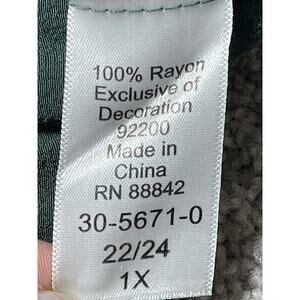 100% Rayon
Exclusive of
Decoration
92200
Made in
China
RN 88842
30-5671-0
22/24
1X